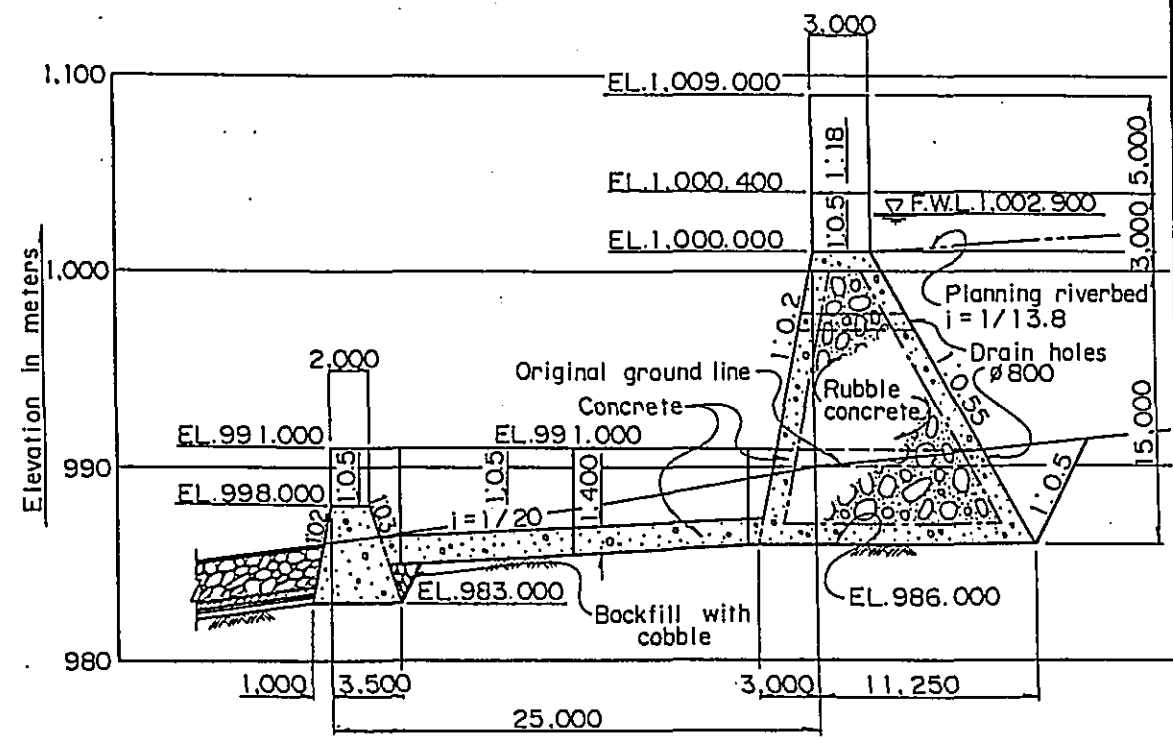 3.000
1.100
EL.1.009.000
1:18
5.000
EL.1.000.400
F.W.L.1.002.900
1:0.5
3.000
EL.1.000.000
1.000
Planning riverbed
i=1/13.8
1:0.2
Drain holes
ø800
2.000
Original ground line
Concrete
Rubble
concrete
1:0.55
15.000
EL.991.000
EL.991.000
990
1:0.5
1:0.5
1.400
1:0.5
EL.998.000
1:0.2
1:0.3
i=1/20
EL.983.000
EL.986.000
Backfill with
cobble
980
1.000
3.500
3.000
11.250
25.000
Elevation in meters